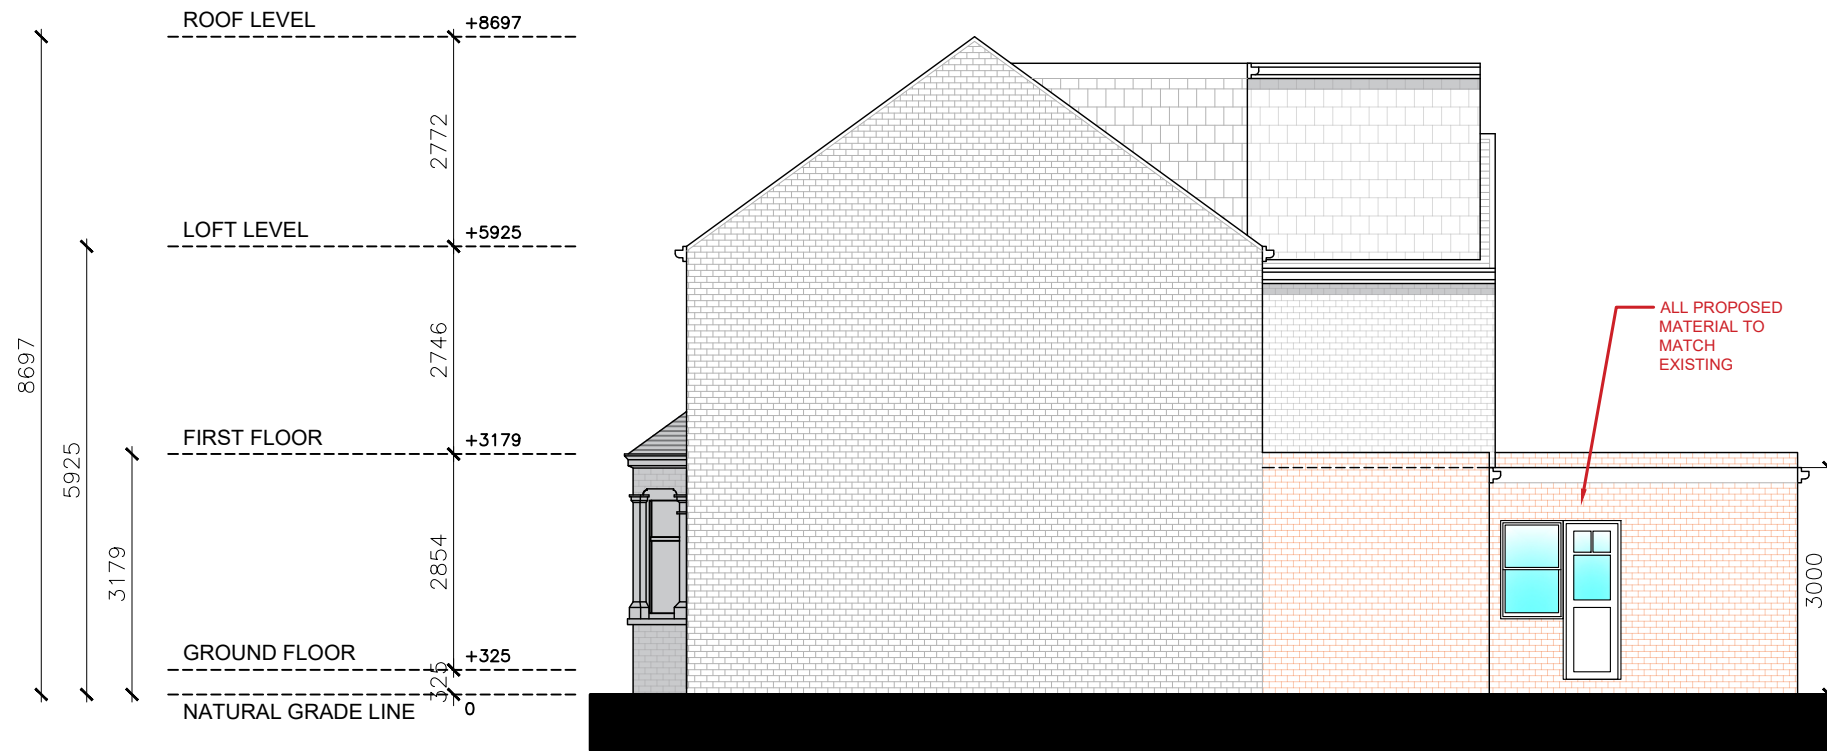 ROOF LEVEL
+8697
2772
LOFT LEVEL
+5925
2746
8697
5925
FIRST FLOOR
+3179
3179
2854
GROUND FLOOR
+325
325
NATURAL GRADE LINE
0
ALL PROPOSED
MATERIAL TO
MATCH
EXISTING
3000